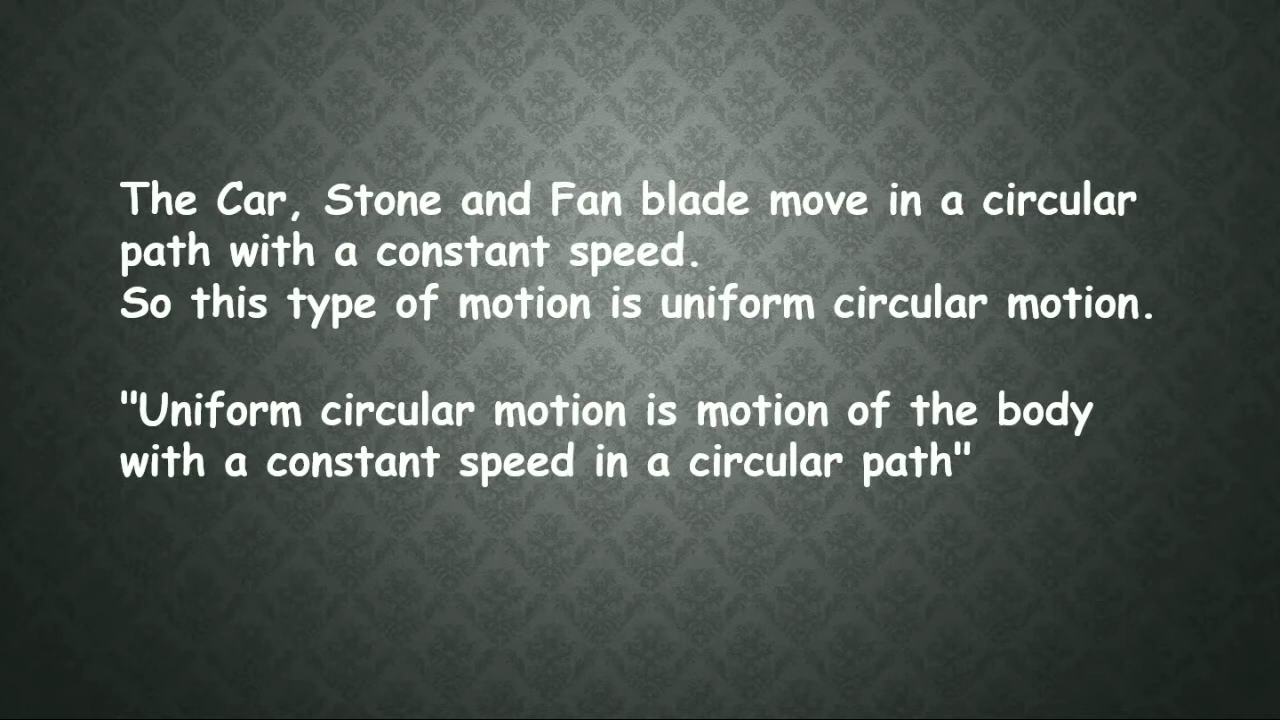 The Car, Stone and Fan blade move in a circular
path with a constant speed.
So this type of motion is uniform circular motion.
"Uniform circular motion is motion of the body
with a constant speed in a circular path"